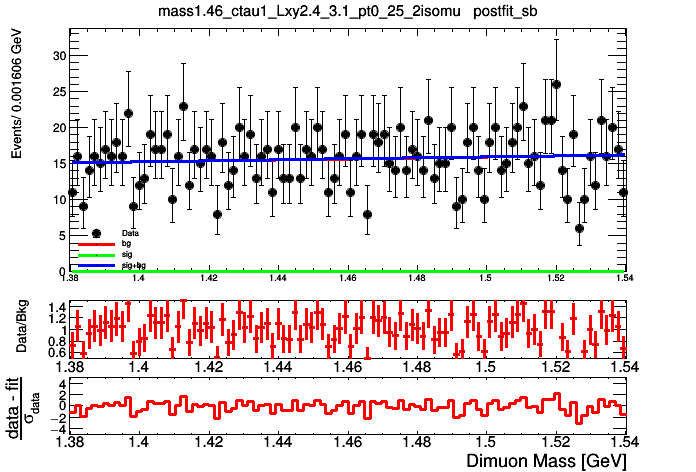 mass1.46_ctau1_Lxy2.4_3.1_pt0_25_2isomu postfit_sb
Events/ 0.001606 GeV
30
25
20
15
10
5
0
Data
bg
sig
sig+bg
1.38 1.4 1.42 1.44 1.46 1.48 1.5 1.52 1.54
Data/Bkg
1.4
1.2
1
0.8
0.6
1.38 1.4 1.42 1.44 1.46 1.48 1.5 1.52 1.54
data - fit
σdata
4
2
0
−2
−4
1.38 1.4 1.42 1.44 1.46 1.48 1.5 1.52 1.54
Dimuon Mass [GeV]